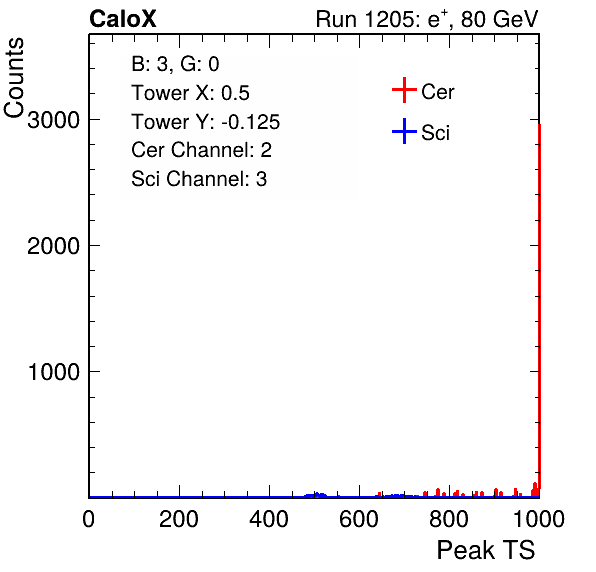 CaloX Run 1205: e⁺, 80 GeV
Counts
B: 3, G: 0
Tower X: 0.5
Tower Y: -0.125
Cer Channel: 2
Sci Channel: 3
Cer
Sci
3000
2000
1000
0 200 400 600 800 1000
Peak TS